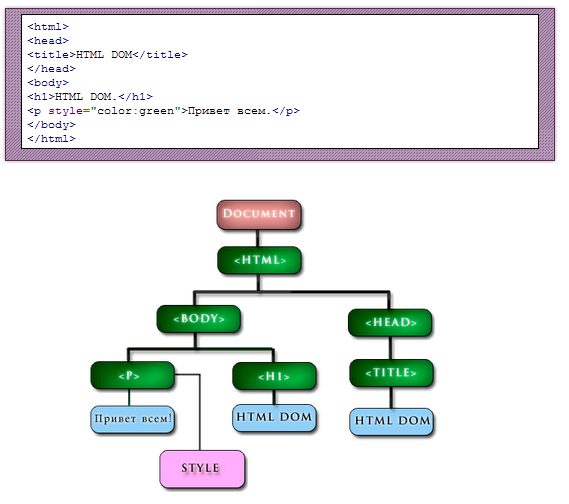 <html>
<head>
<title>HTML DOM</title>
</head>
<body>
<h1>HTML DOM.</h1>
<p style="color:green">Привет всем.</p>
</body>
</html>
DOCUMENT
<HTML>
<BODY>
<HEAD>
<P>
<H1>
<TITLE>
Привет всем!
HTML DOM
HTML DOM
STYLE